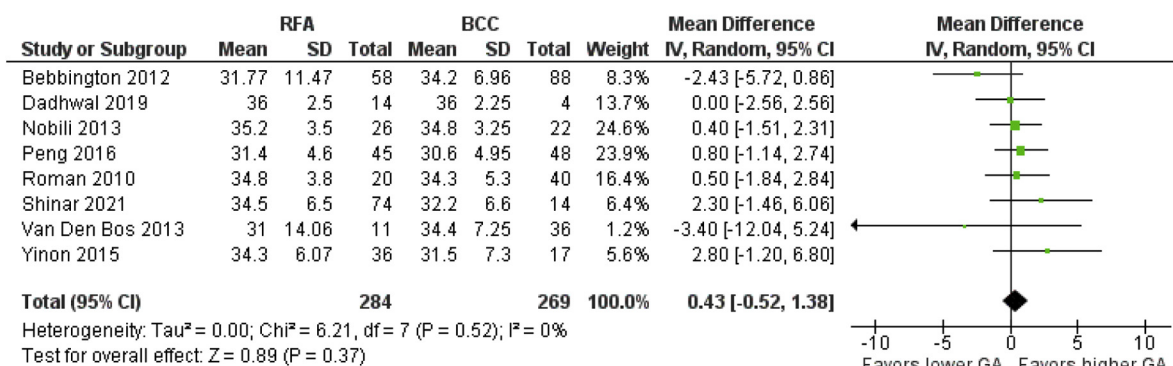 RFA BCC Mean Difference Mean Difference
Study or Subgroup Mean SD Total Mean SD Total Weight IV, Random, 95% CI IV, Random, 95% CI
Bebbington 2012 31.77 11.47 58 34.2 6.96 88 8.3% -2.43 [-5.72, 0.86]
Dadhwal 2019 36 2.5 14 36 2.25 4 13.7% 0.00 [-2.56, 2.56]
Nobili 2013 35.2 3.5 26 34.8 3.25 22 24.6% 0.40 [-1.51, 2.31]
Peng 2016 31.4 4.6 45 30.6 4.95 48 23.9% 0.80 [-1.14, 2.74]
Roman 2010 34.8 3.8 20 34.3 5.3 40 16.4% 0.50 [-1.84, 2.84]
Shinar 2021 34.5 6.5 74 32.2 6.6 14 6.4% 2.30 [-1.46, 6.06]
Van Den Bos 2013 31 14.06 11 34.4 7.25 36 1.2% -3.40 [-12.04, 5.24]
Yinon 2015 34.3 6.07 36 31.5 7.3 17 5.6% 2.80 [-1.20, 6.80]
Total (95% CI) 284 269 100.0% 0.43 [-0.52, 1.38]
Heterogeneity: Tau² = 0.00; Chi² = 6.21, df = 7 (P = 0.52); I² = 0%
Test for overall effect: Z = 0.89 (P = 0.37)
-10 -5 0 5 10
Favors lower GA Favors higher GA